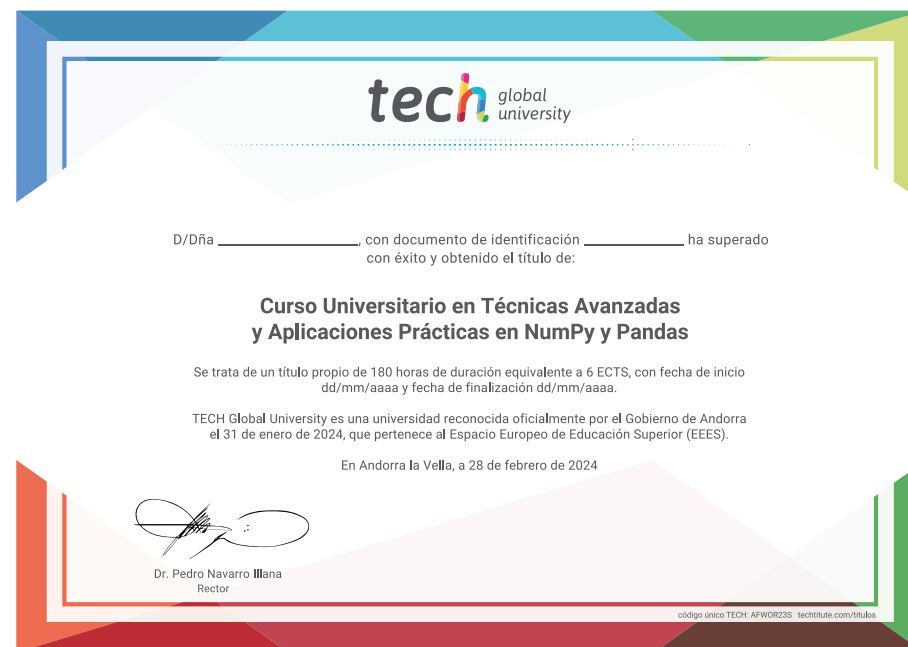 tech global
university
D/Dña ____________________, con documento de identificación ______________ ha superado
con éxito y obtenido el título de:
Curso Universitario en Técnicas Avanzadas
y Aplicaciones Prácticas en NumPy y Pandas
Se trata de un título propio de 180 horas de duración equivalente a 6 ECTS, con fecha de inicio
dd/mm/aaaa y fecha de finalización dd/mm/aaaa.
TECH Global University es una universidad reconocida oficialmente por el Gobierno de Andorra
el 31 de enero de 2024, que pertenece al Espacio Europeo de Educación Superior (EEES).
En Andorra la Vella, a 28 de febrero de 2024
Dr. Pedro Navarro Illana
Rector
código único TECH: AFWOR23S techtitute.com/titulos